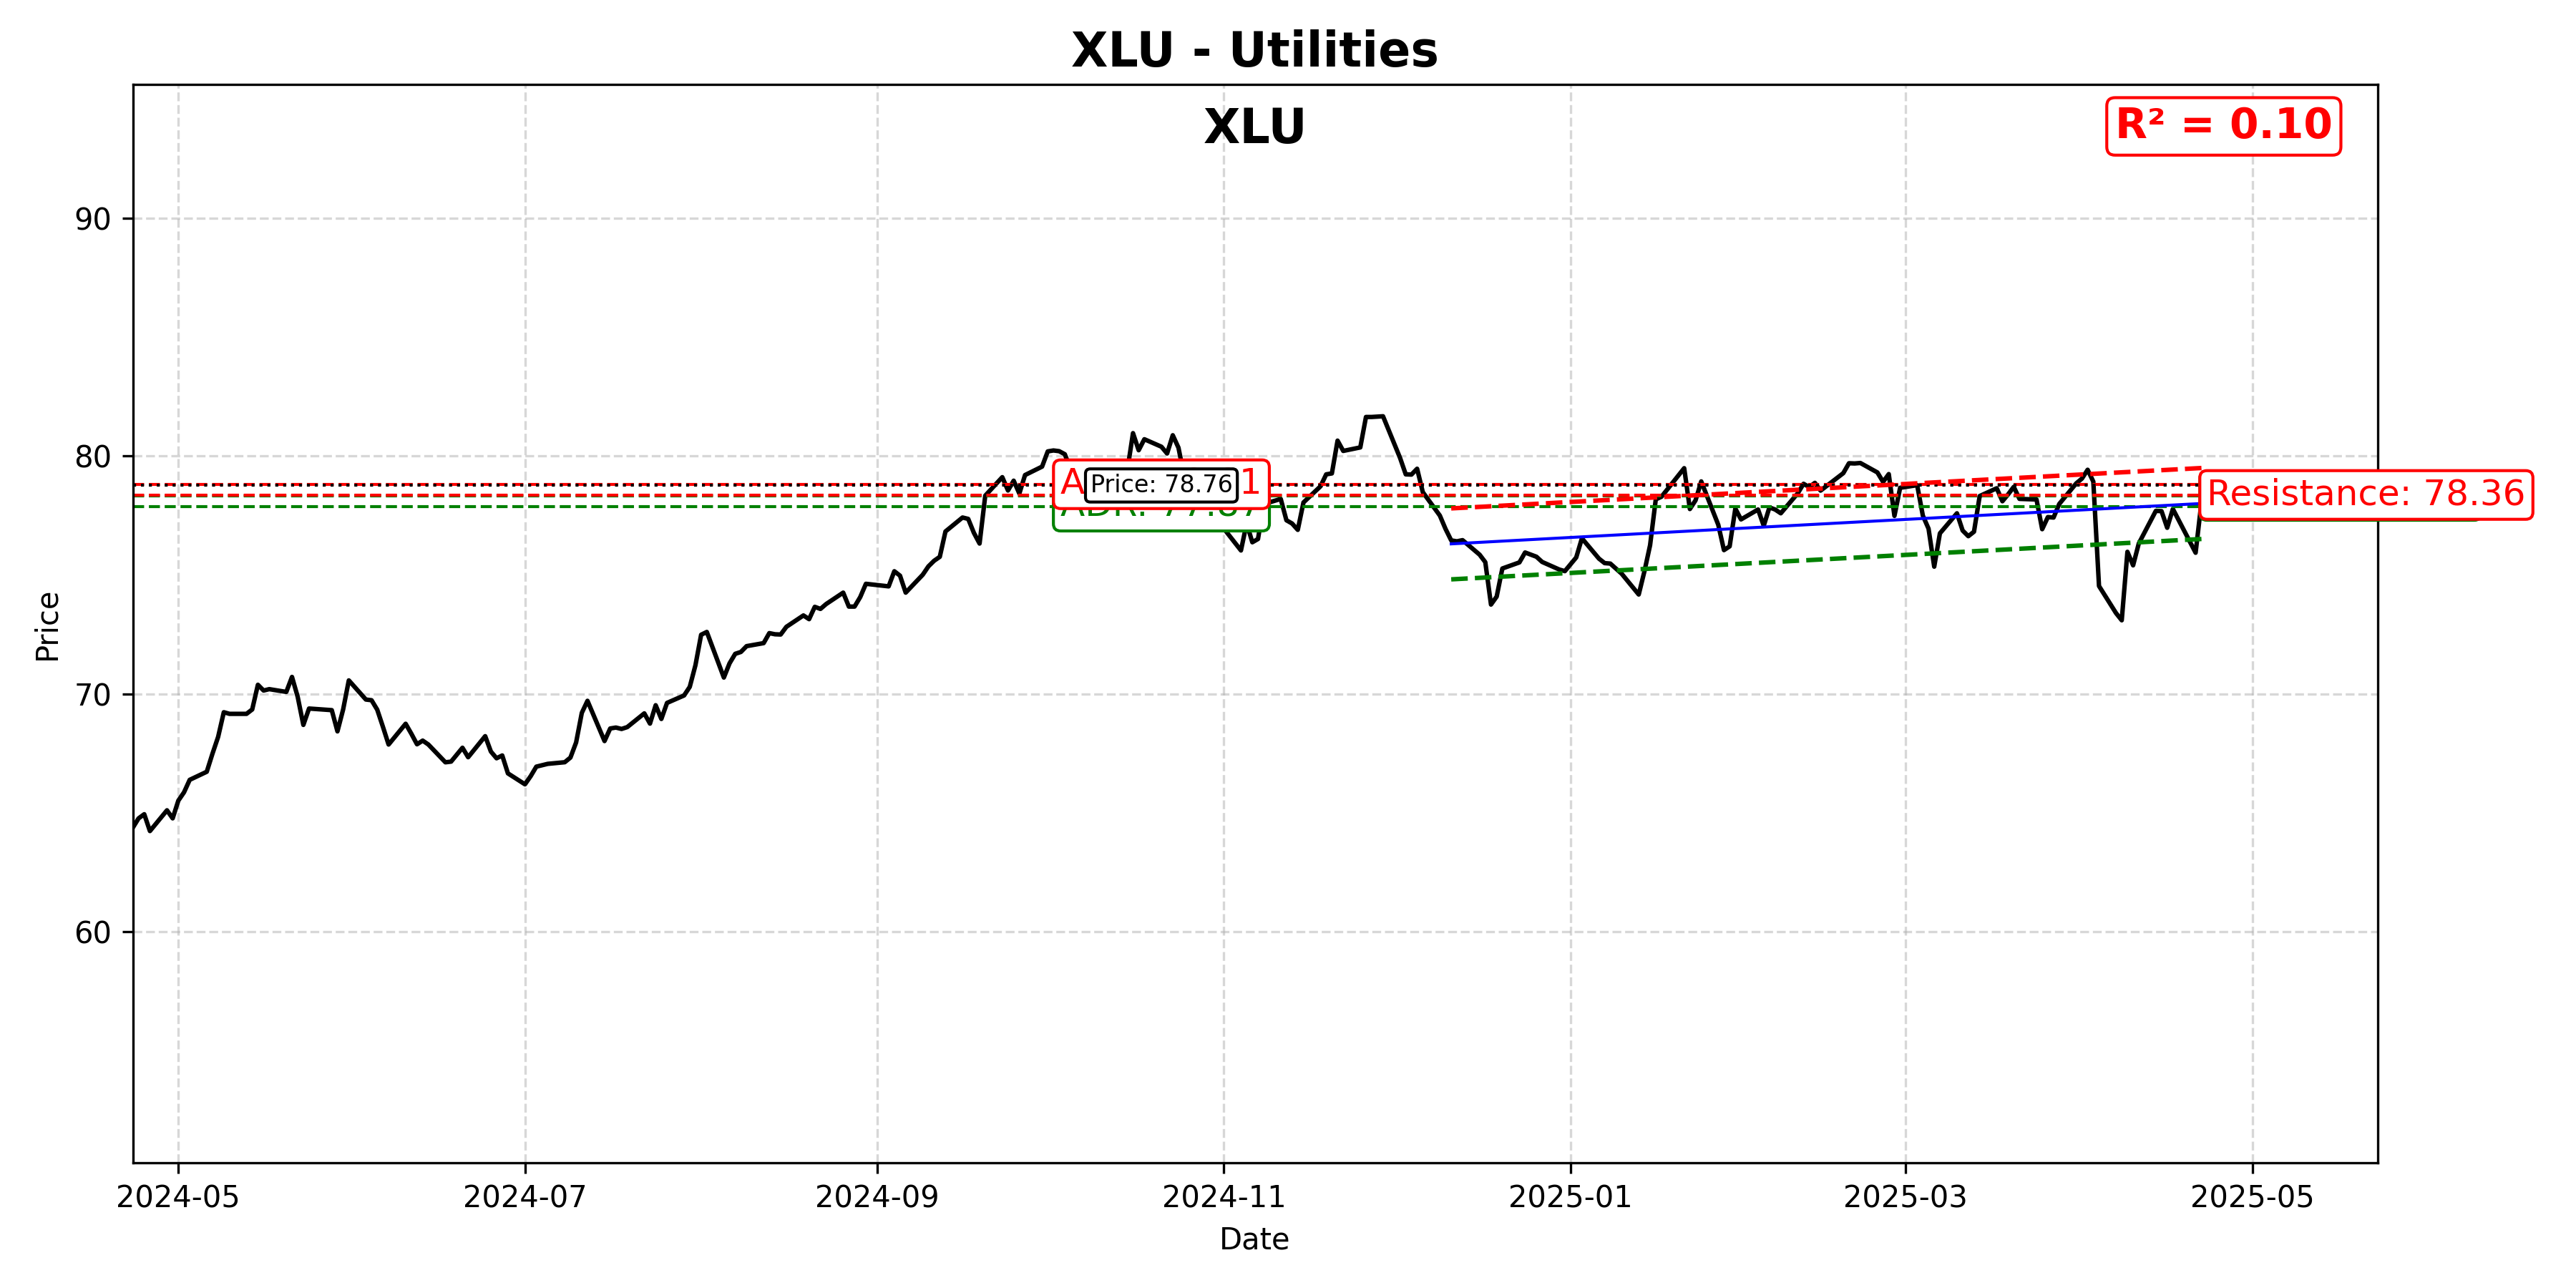 XLU - Utilities
XLU
R² = 0.10
90
80
70
60
Price
A
Price: 78.76
1
Resistance: 78.36
2024-05
2024-07
2024-09
2024-11
2025-01
2025-03
2025-05
Date